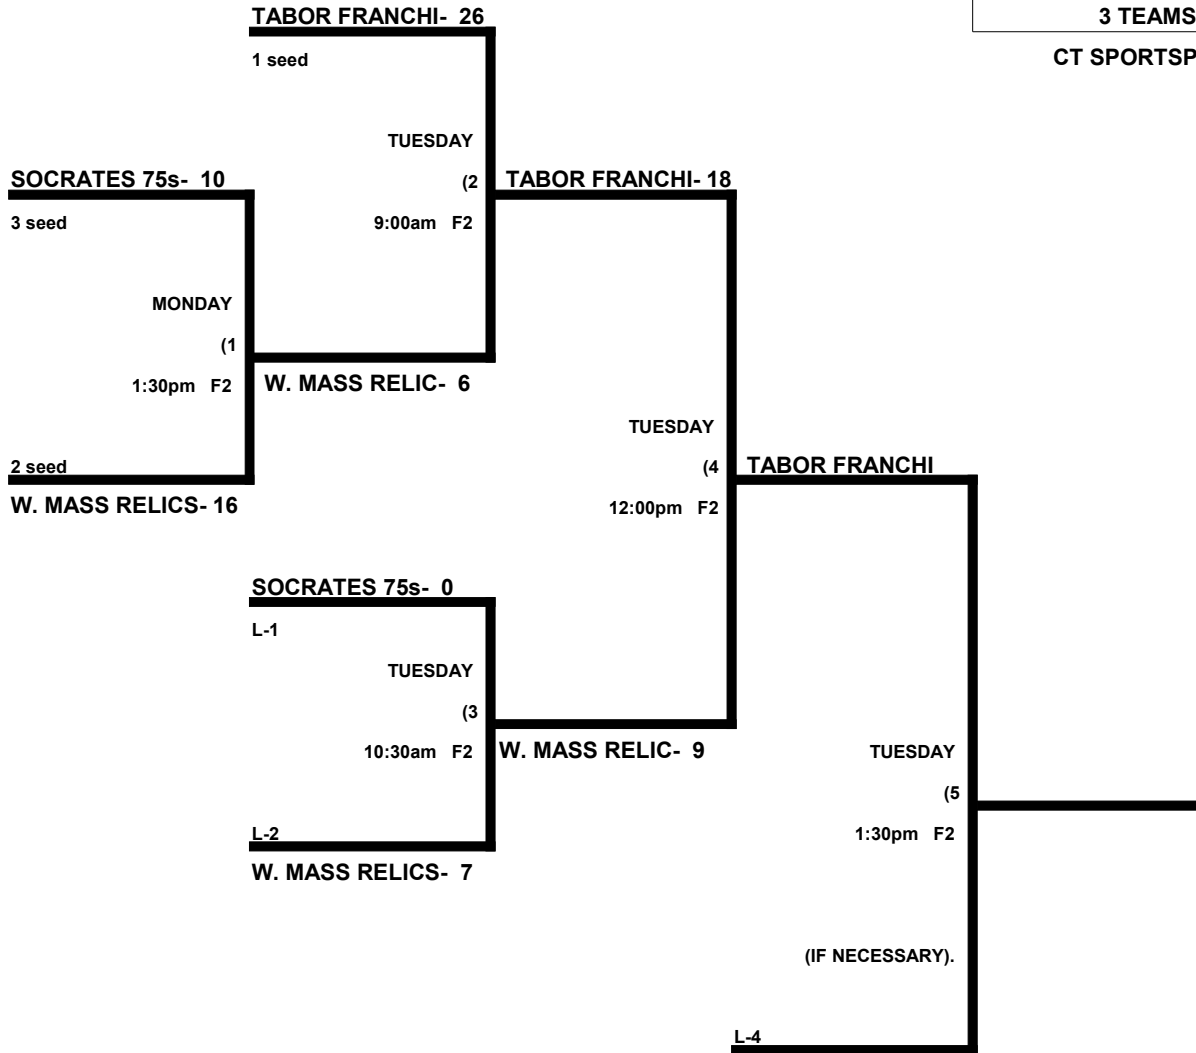 TABOR FRANCHI- 26
3 TEAMS
1 seed
CT SPORTSP
TUESDAY
SOCRATES 75s- 10
(2
TABOR FRANCHI- 18
3 seed
9:00am F2
MONDAY
(1
1:30pm F2
W. MASS RELIC- 6
TUESDAY
2 seed
(4
TABOR FRANCHI
W. MASS RELICS- 16
12:00pm F2
SOCRATES 75s- 0
L-1
TUESDAY
(3
10:30am F2
W. MASS RELIC- 9
TUESDAY
(5
L-2
1:30pm F2
W. MASS RELICS- 7
(IF NECESSARY).
L-4